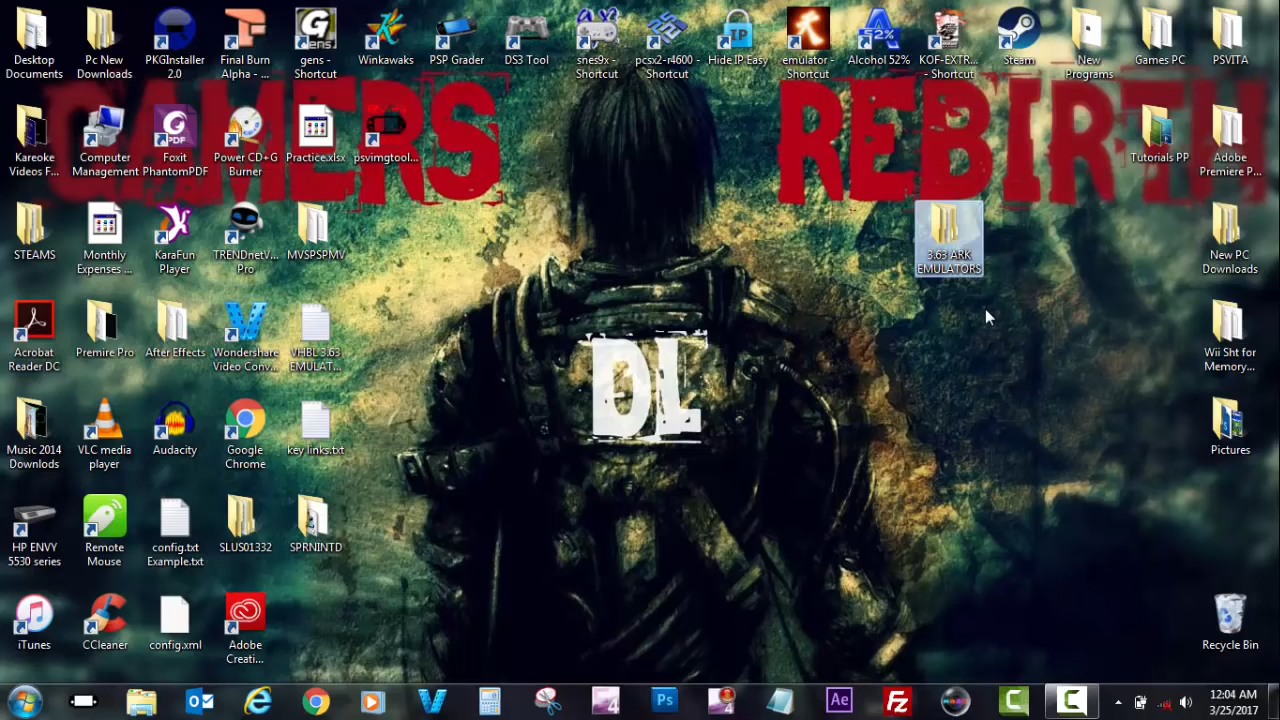 GAMERS REBIRTH
DL
Desktop
Documents
Pc New
Downloads
PKGInstaller
2.0
Final Burn
Alpha - ...
gens -
Shortcut
Winkawaks
PSP Grader
DS3 Tool
snes9x -
Shortcut
pcsx2-r4600 -
Shortcut
Hide IP Easy
emulator -
Shortcut
Alcohol 52%
KOF-EXTR...
- Shortcut
Steam
New
Programs
Games PC
PSVITA
Kareoke
Videos F...
Computer
Management
Foxit
PhantomPDF
Power CD+G
Burner
Practice.xlsx
psvimgtool...
Tutorials PP
Adobe
Premiere P...
STEAMS
Monthly
Expenses ...
KaraFun
Player
TRENDnetV...
Pro
MVSPSPMV
3.63 ARK
EMULATORS
New PC
Downloads
Acrobat
Reader DC
Premire Pro
After Effects
Wondershare
Video Conv...
VHBL 3.63
EMULAT...
Wii Sht for
Memory...
Music 2014
Downlods
VLC media
player
Audacity
Google
Chrome
key links.txt
Pictures
HP ENVY
5530 series
Remote
Mouse
config.txt
Example.txt
SLUS01332
SPRNINTD
iTunes
CCleaner
config.xml
Adobe
Creati...
Recycle Bin
12:04 AM
3/25/2017